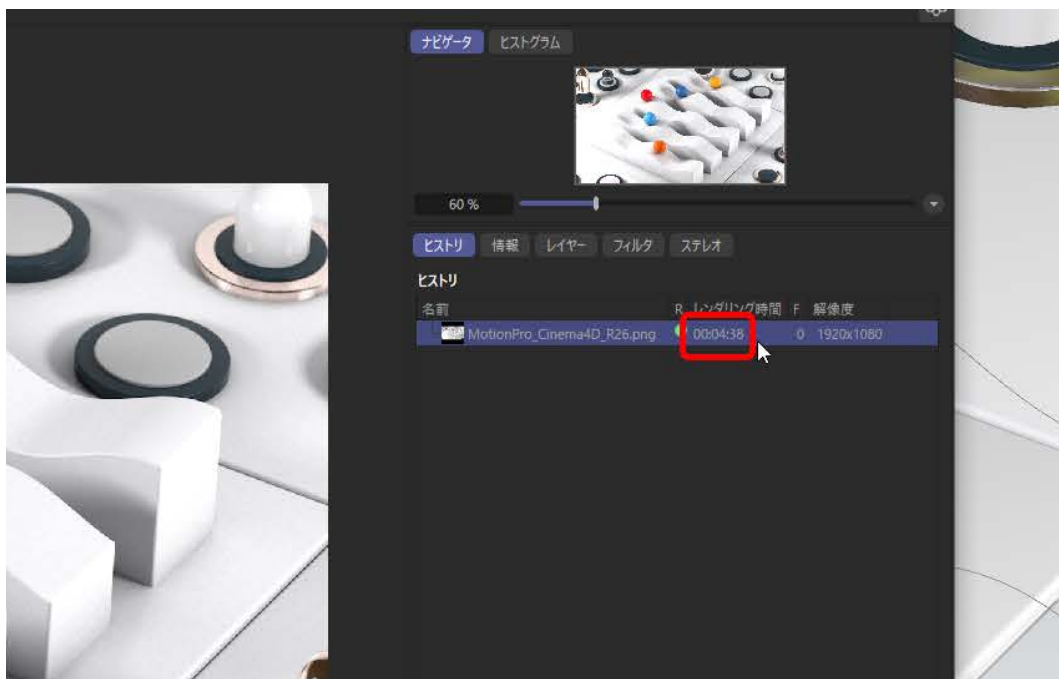 ナビゲータ ヒストグラム
60 %
ヒストリ 情報 レイヤー フィルタ ステレオ
ヒストリ
名前 R レンダリング時間 F 解像度
MotionPro_Cinema4D_R26.png 00:04:38 0 1920x1080